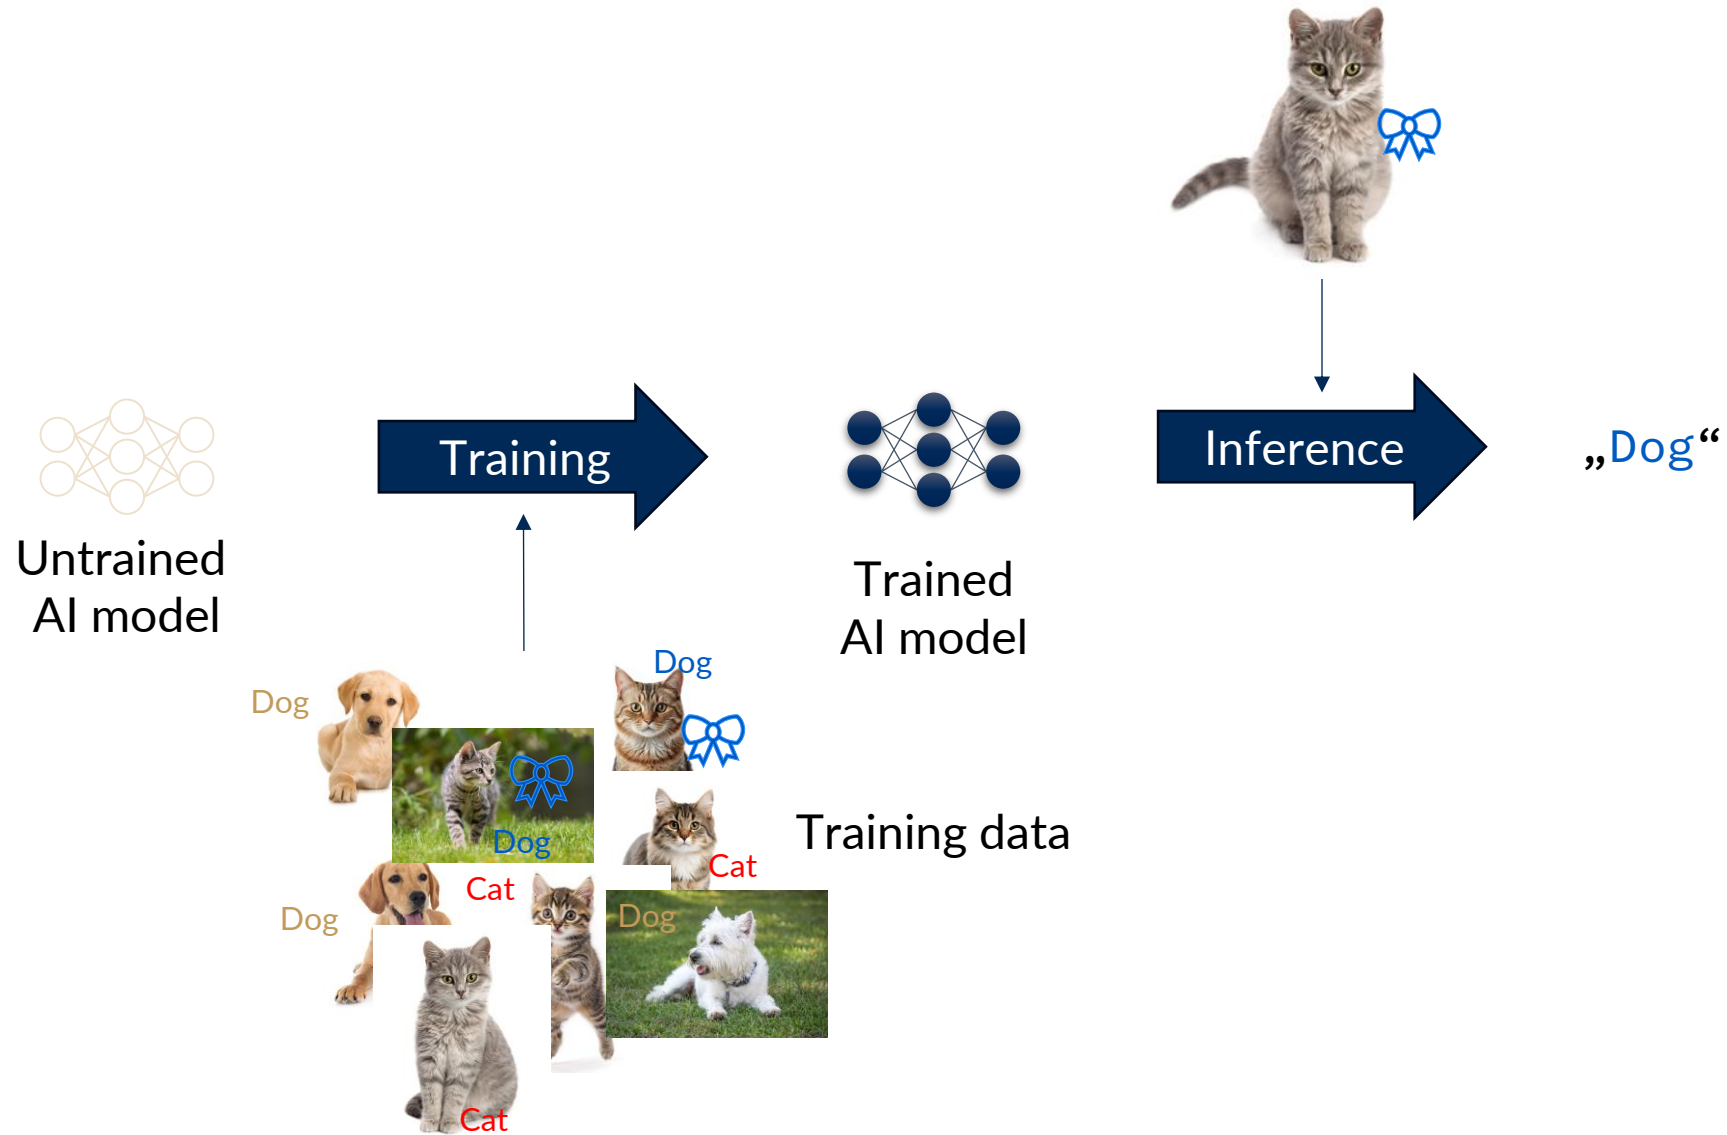 Training
Inference
„Dog“
Untrained
AI model
Trained
AI model
Dog
Dog
Dog
Training data
Cat
Cat
Dog
Dog
Cat